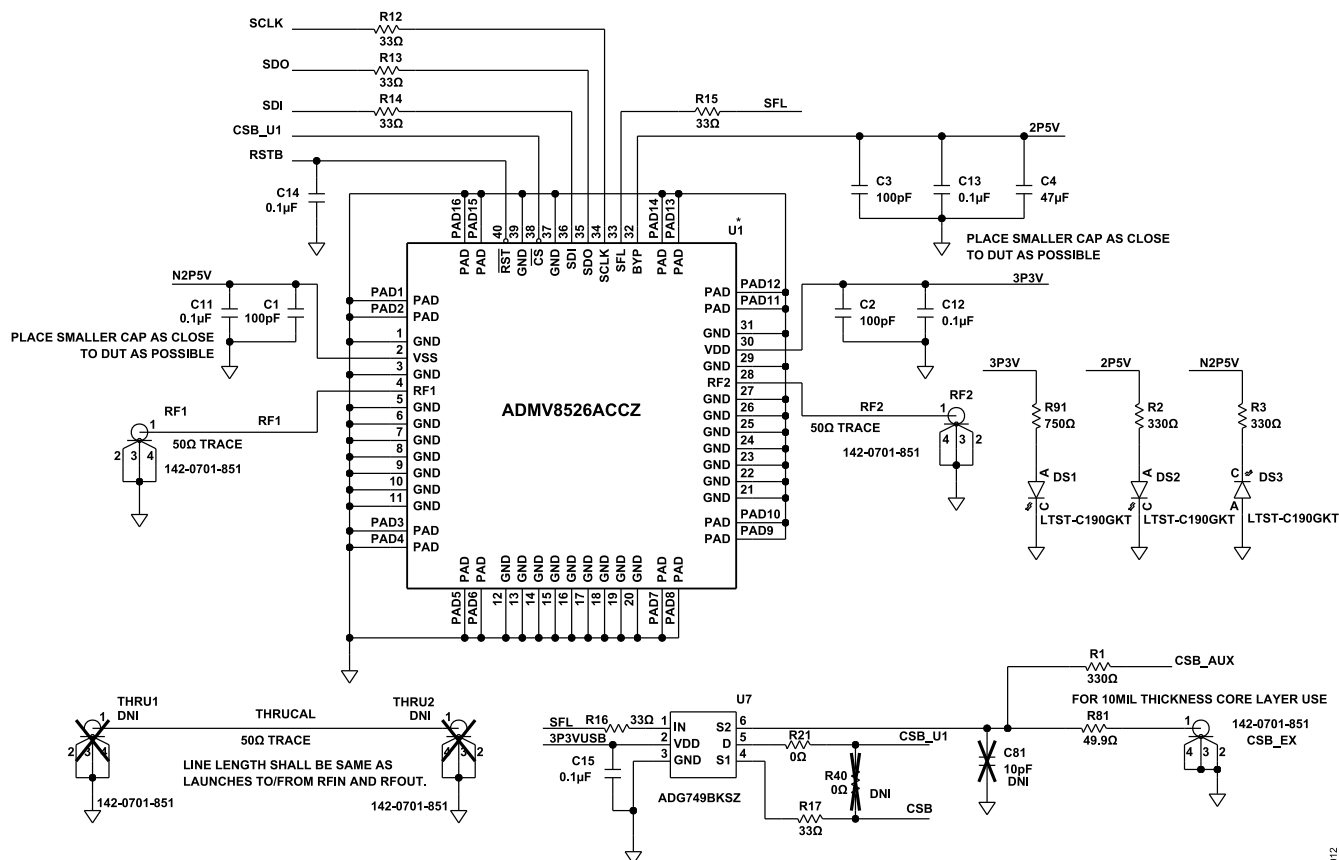 SCLK
R12
33Ω
SDO
R13
33Ω
SDI
R14
33Ω
R15
33Ω
SFL
CSB_U1
2P5V
RSTB
C14
0.1µF
C3
100pF
C13
0.1µF
C4
47µF
PLACE SMALLER CAP AS CLOSE
TO DUT AS POSSIBLE
PAD16
PAD15
40
39
38
37
36
35
34
33
32
PAD14
PAD13
*
U1
PAD
PAD
RST
GND
CS
GND
SDI
SDO
SCLK
SFL
BYP
PAD
PAD
N2P5V
C11
0.1µF
C1
100pF
PLACE SMALLER CAP AS CLOSE
TO DUT AS POSSIBLE
PAD1 PAD
PAD2 PAD
1 GND
2 VSS
3 GND
4 RF1
5 GND
6 GND
7 GND
8 GND
9 GND
10 GND
11 GND
PAD3 PAD
PAD4 PAD
ADMV8526ACCZ
PAD PAD12
PAD PAD11
GND 31
VDD 30
GND 29
RF2 28
GND 27
GND 26
GND 25
GND 24
GND 23
GND 22
GND 21
PAD PAD10
PAD PAD9
3P3V
C2
100pF
C12
0.1µF
RF1
1
RF1
50Ω TRACE
2 3 4
142-0701-851
RF2
RF2
1
50Ω TRACE
4 3 2
142-0701-851
3P3V
R91
750Ω
A
DS1
C
LTST-C190GKT
2P5V
R2
330Ω
A
DS2
C
LTST-C190GKT
N2P5V
R3
330Ω
C
DS3
A
LTST-C190GKT
PAD
PAD
GND
GND
GND
GND
GND
GND
GND
GND
GND
PAD
PAD
PAD5
PAD6
12
13
14
15
16
17
18
19
20
PAD7
PAD8
THRU1
DNI
1
THRUCAL
THRU2
DNI
1
50Ω TRACE
2 3 4
4 3 2
LINE LENGTH SHALL BE SAME AS
LAUNCHES TO/FROM RFIN AND RFOUT.
142-0701-851
142-0701-851
U7
SFL
R16
33Ω
1 IN
S2 6
3P3VUSB
2 VDD
D 5
3 GND
S1 4
C15
0.1µF
ADG749BKSZ
R21
0Ω
CSB_U1
R40
0Ω
DNI
R17
33Ω
CSB
R1
330Ω
CSB_AUX
FOR 10MIL THICKNESS CORE LAYER USE
R81
49.9Ω
C81
10pF
DNI
1
142-0701-851
CSB_EX
4 3 2
012